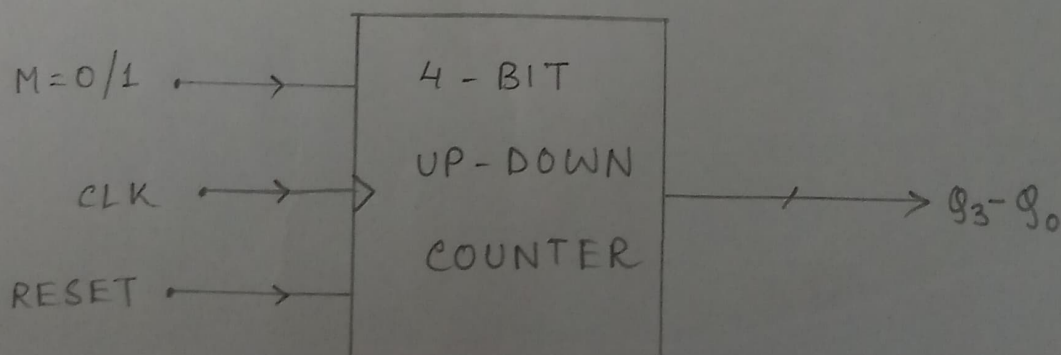 M=0/1
4-BIT
UP-DOWN
COUNTER
CLK
RESET
Q3-Q0